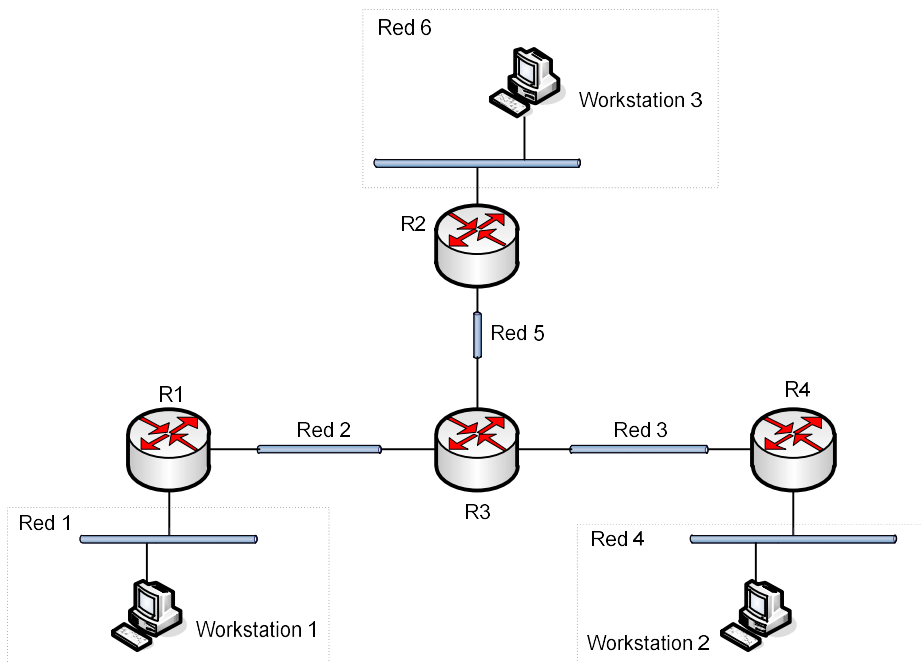 Red 6
Workstation 3
R2
Red 5
R1
R4
Red 2
Red 3
R3
Red 1
Red 4
Workstation 1
Workstation 2